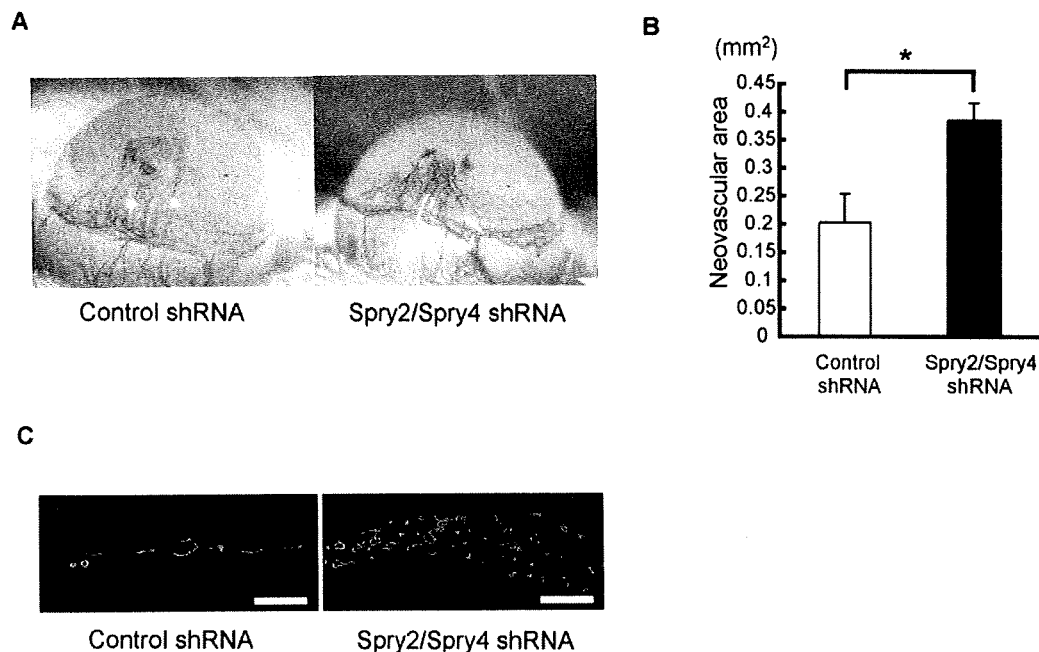 A
Control shRNA
Spry2/Spry4 shRNA
B
(mm²)
Neovascular area
0.45
0.4
0.35
0.3
0.25
0.2
0.15
0.1
0.05
0
*
Control
shRNA
Spry2/Spry4
shRNA
C
Control shRNA
Spry2/Spry4 shRNA